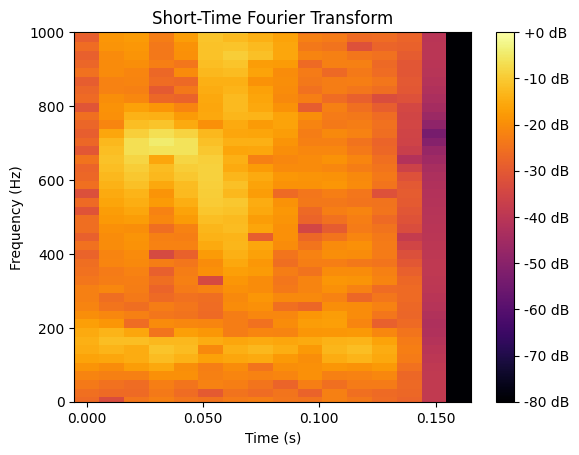 Short-Time Fourier Transform
1000
800
600
400
200
0
Frequency (Hz)
0.000
0.050
0.100
0.150
Time (s)
+0 dB
-10 dB
-20 dB
-30 dB
-40 dB
-50 dB
-60 dB
-70 dB
-80 dB